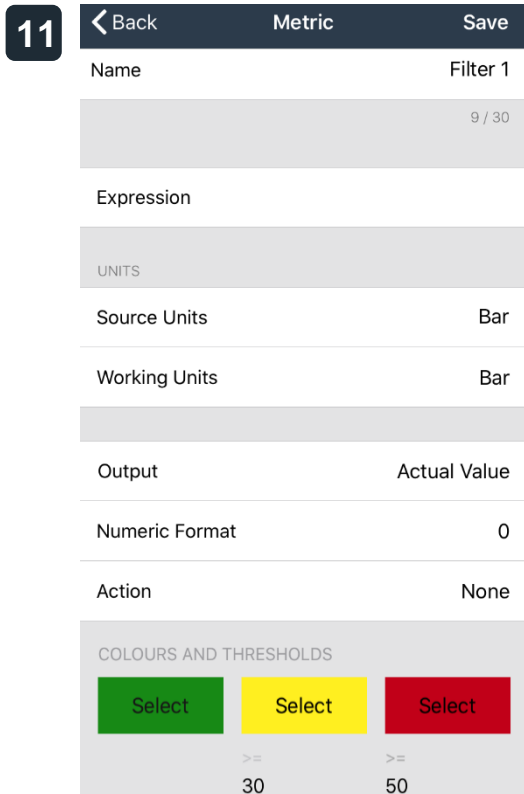 11
Back Metric Save
Name Filter 1
9 / 30
Expression
UNITS
Source Units Bar
Working Units Bar
Output Actual Value
Numeric Format 0
Action None
COLOURS AND THRESHOLDS
Select Select Select
>= >=
30 50